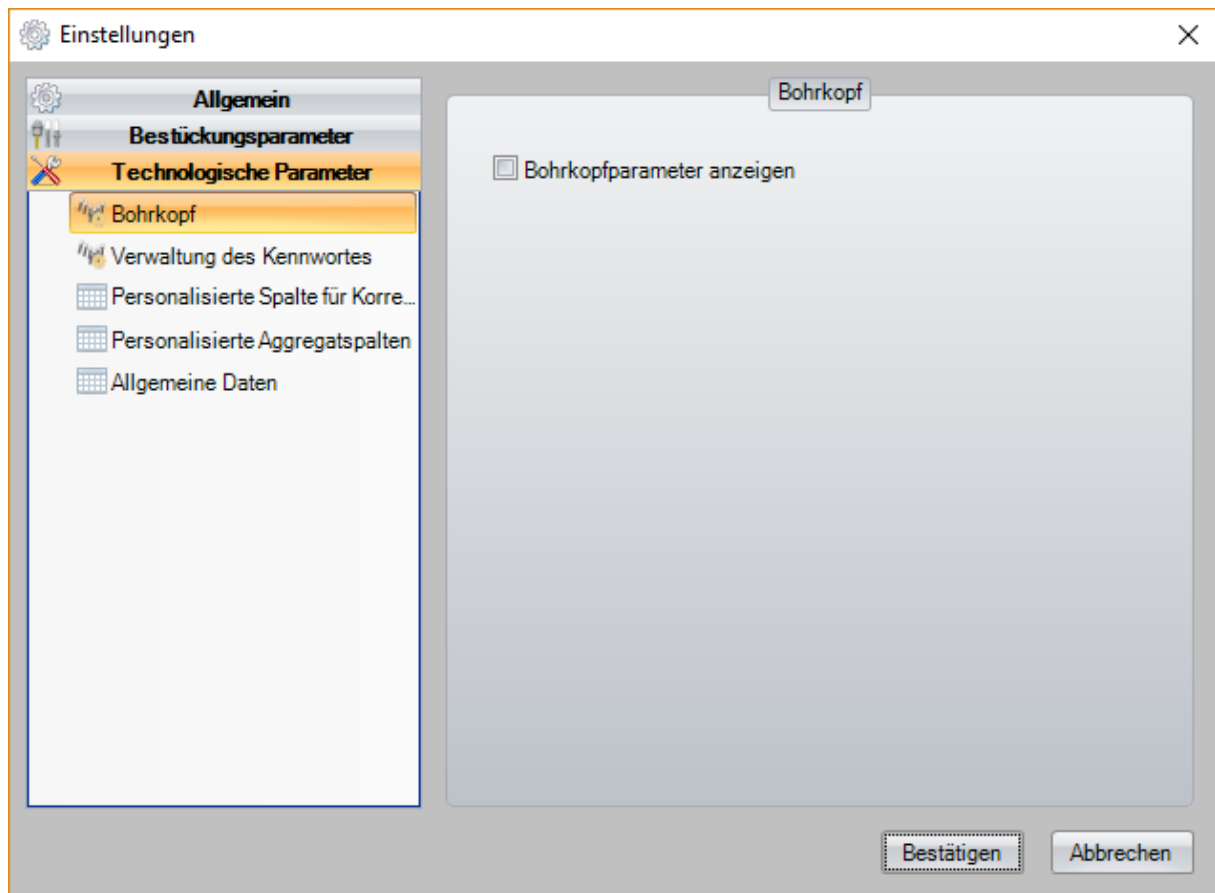 Einstellungen
Allgemein
Bestückungsparameter
Technologische Parameter
Bohrkopf
Verwaltung des Kennwortes
Personalisierte Spalte für Korre...
Personalisierte Aggregatspalten
Allgemeine Daten
Bohrkopf
Bohrkopfparameter anzeigen
Bestätigen
Abbrechen